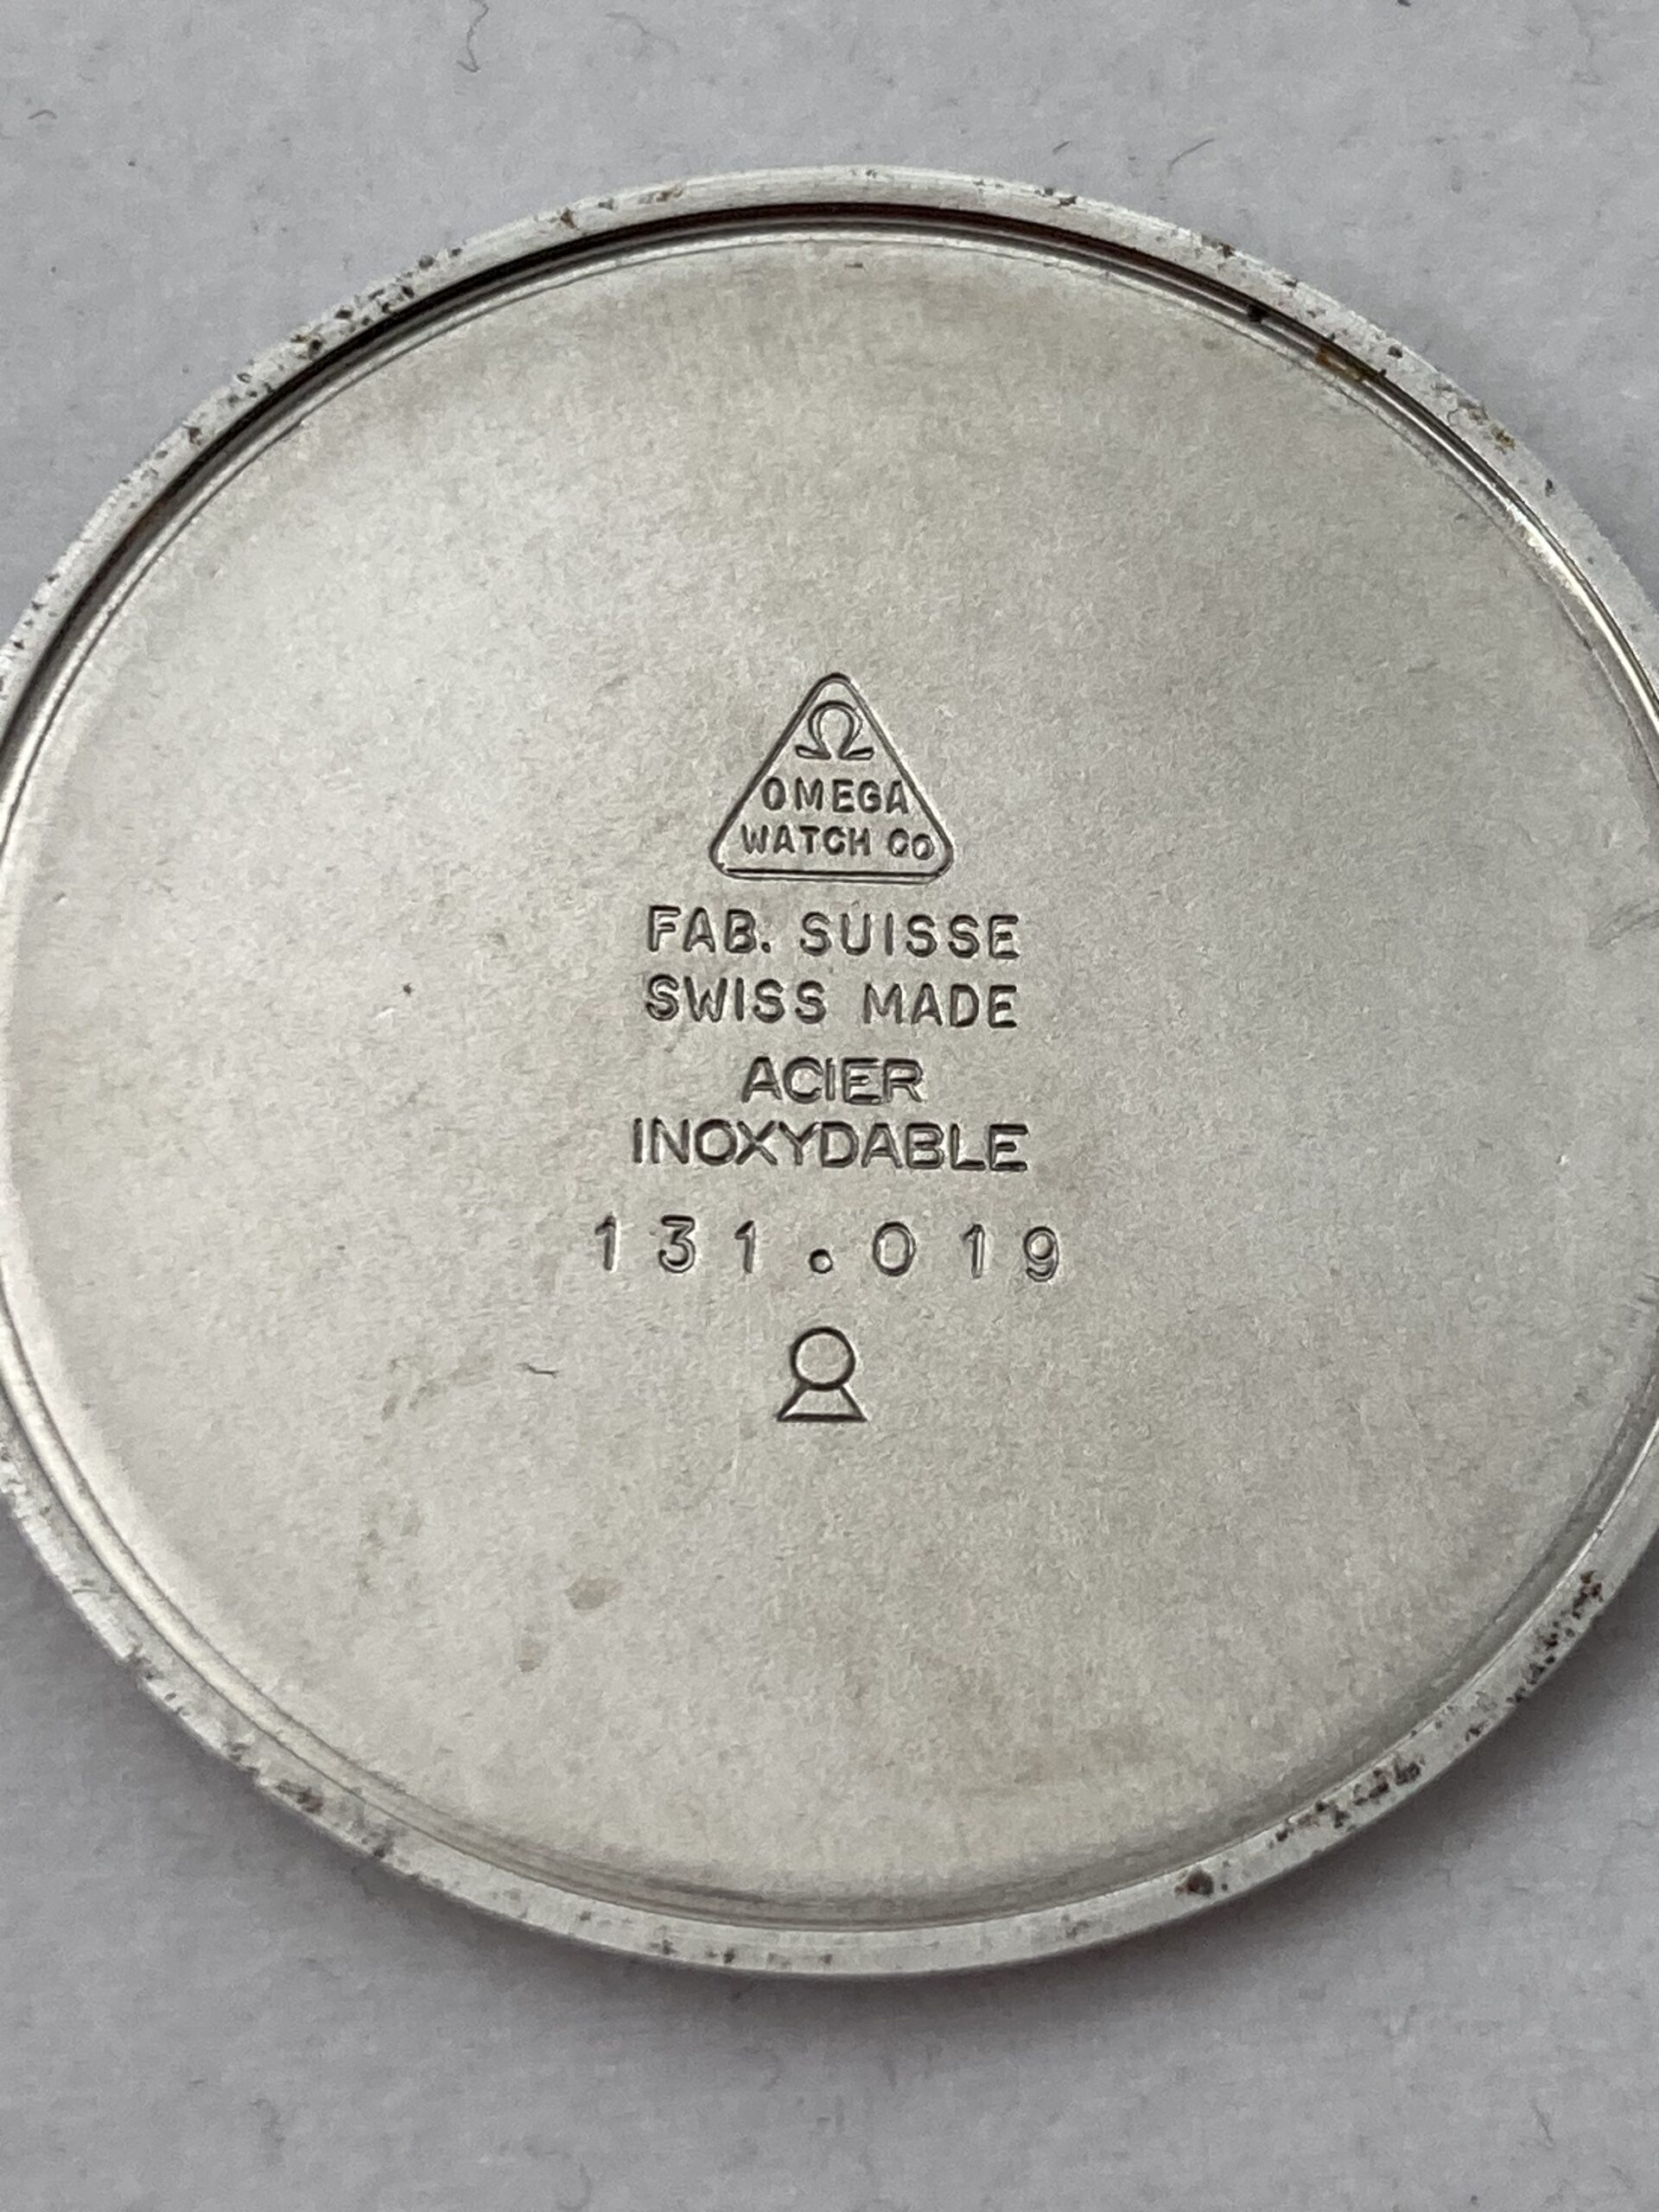 Ω
OMEGA
WATCH CO
FAB. SUISSE
SWISS MADE
ACIER
INOXYDABLE
131.019